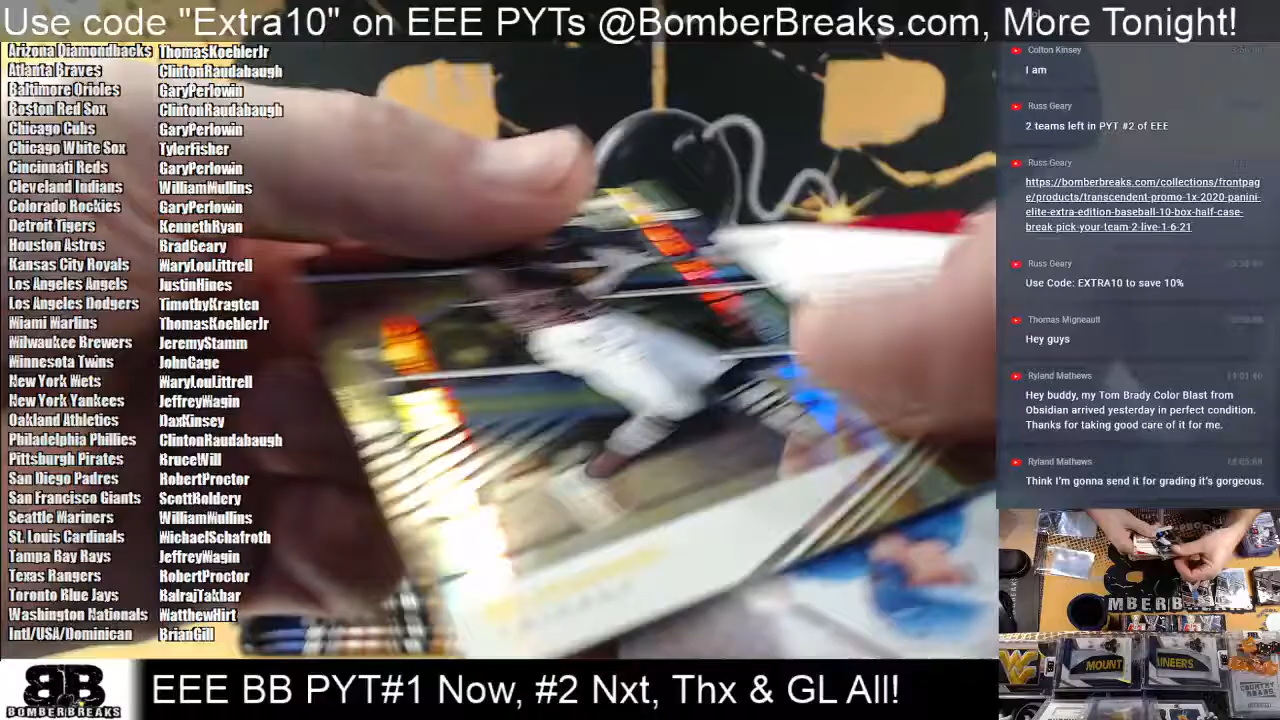 Use code "Extra10" on EEE PYTs @BomberBreaks.com, More Tonight!
Arizona Diamondbacks ThomasKoehlerJr
Atlanta Braves ClintonRaudabaugh
Baltimore Orioles GaryPerlowin
Boston Red Sox ClintonRaudabaugh
Chicago Cubs GaryPerlowin
Chicago White Sox TylerFisher
Cincinnati Reds GaryPerlowin
Cleveland Indians WilliamMullins
Colorado Rockies GaryPerlowin
Detroit Tigers KennethRyan
Houston Astros BradGeary
Kansas City Royals MaryLouLittrell
Los Angeles Angels JustinHines
Los Angeles Dodgers TimothyKragten
Miami Marlins ThomasKoehlerJr
Milwaukee Brewers JeremyStamm
Minnesota Twins JohnGage
New York Mets MaryLouLittrell
New York Yankees JeffreyWagin
Oakland Athletics DaxKinsey
Philadelphia Phillies ClintonRaudabaugh
Pittsburgh Pirates BruceWill
San Diego Padres RobertProctor
San Francisco Giants ScottBoldery
Seattle Mariners WilliamMullins
St. Louis Cardinals MichaelSchafroth
Tampa Bay Rays JeffreyWagin
Texas Rangers RobertProctor
Toronto Blue Jays BalrajTakhar
Washington Nationals MatthewHirt
Intl/USA/Dominican BrianGill
Colton Kinsey
I am
Russ Geary
2 teams left in PYT #2 of EEE
Russ Geary
https://bomberbreaks.com/collections/frontpag
e/products/transcendent-promo-1x-2020-panini-
elite-extra-edition-baseball-10-box-half-case-
break-pick-your-team-2-live-1-6-21
Russ Geary
Use Code: EXTRA10 to save 10%
Thomas Migneault
Hey guys
Ryland Mathews
Hey buddy, my Tom Brady Color Blast from
Obsidian arrived yesterday in perfect condition.
Thanks for taking good care of it for me.
Ryland Mathews
Think I'm gonna send it for grading it's gorgeous.
MBERBREAKS
MOUNT
INEERS
BB
BOMBERBREAKS
EEE BB PYT#1 Now, #2 Nxt, Thx & GL All!